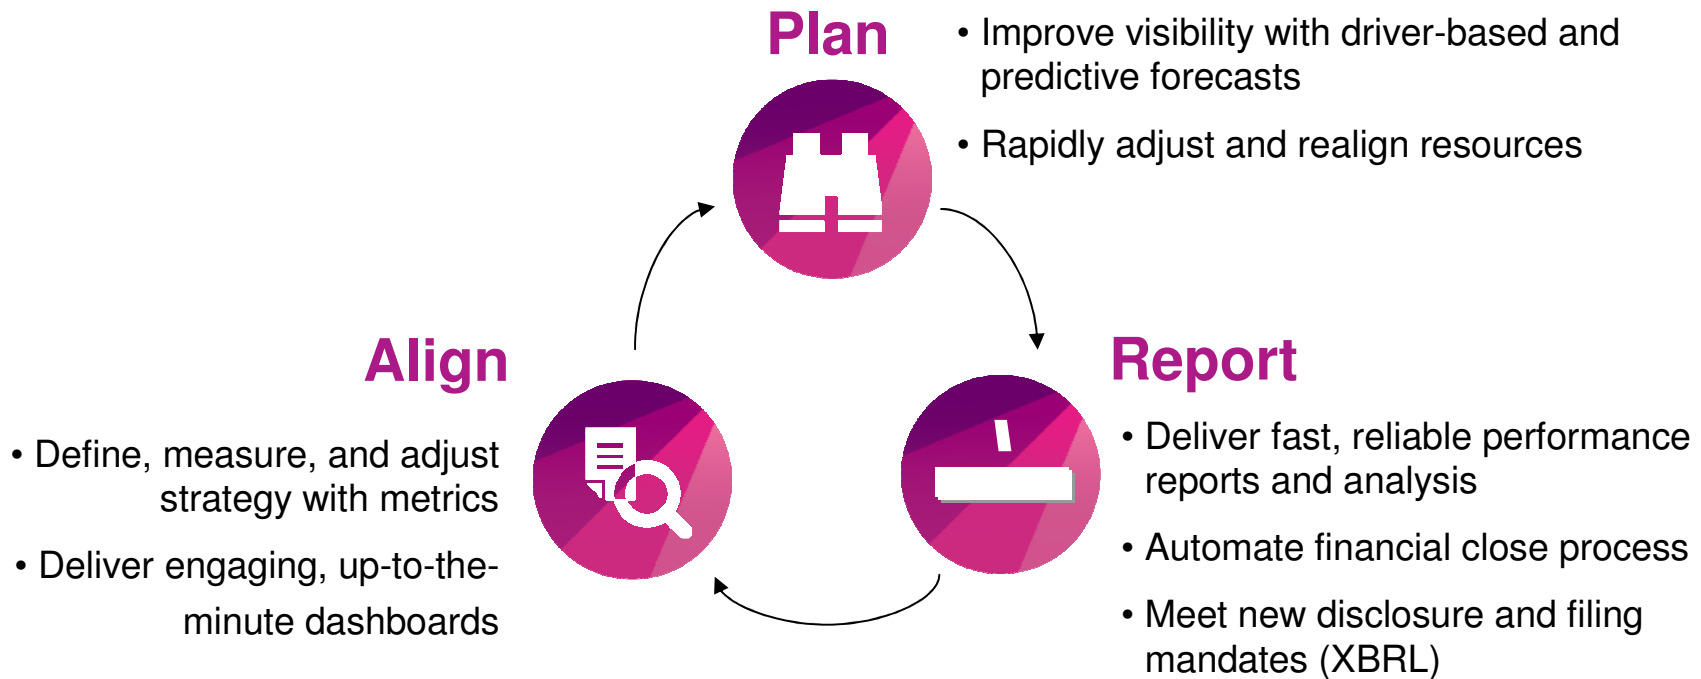 Plan
• Improve visibility with driver-based and
predictive forecasts
• Rapidly adjust and realign resources
Align
• Define, measure, and adjust
strategy with metrics
• Deliver engaging, up-to-the-
minute dashboards
Report
• Deliver fast, reliable performance
reports and analysis
• Automate financial close process
• Meet new disclosure and filing
mandates (XBRL)